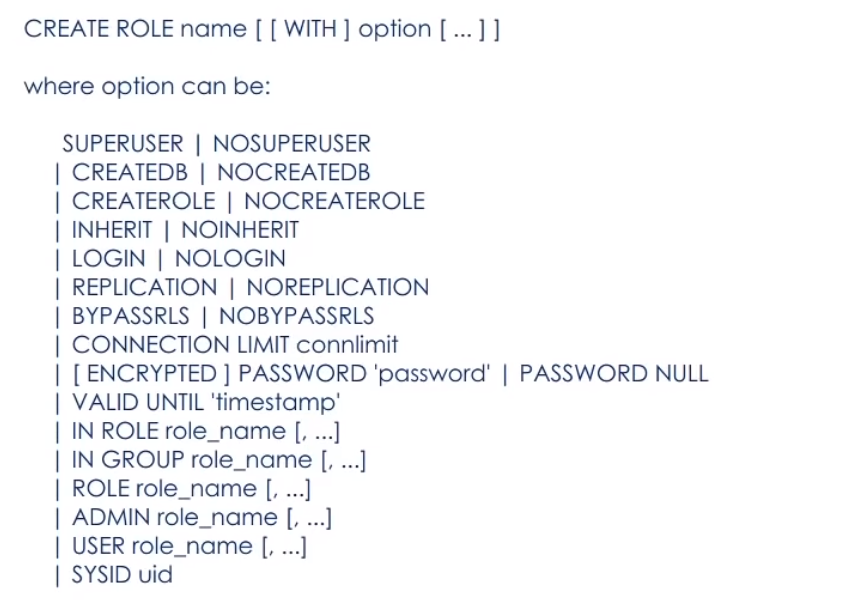 CREATE ROLE name [ [ WITH ] option [ ... ] ]
where option can be:
SUPERUSER | NOSUPERUSER
| CREATEDB | NOCREATEDB
| CREATEROLE | NOCREATEROLE
| INHERIT | NOINHERIT
| LOGIN | NOLOGIN
| REPLICATION | NOREPLICATION
| BYPASSRLS | NOBYPASSRLS
| CONNECTION LIMIT connlimit
| [ ENCRYPTED ] PASSWORD 'password' | PASSWORD NULL
| VALID UNTIL 'timestamp'
| IN ROLE role_name [, ...]
| IN GROUP role_name [, ...]
| ROLE role_name [, ...]
| ADMIN role_name [, ...]
| USER role_name [, ...]
| SYSID uid